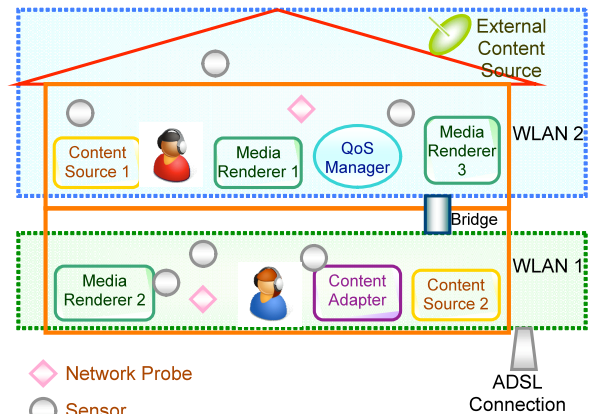 External
Content
Source
WLAN 2
Content
Source 1
Media
Renderer 1
QoS
Manager
Media
Renderer
3
Bridge
WLAN 1
Media
Renderer 2
Content
Adapter
Content
Source 2
Network Probe
Sensor
ADSL
Connection